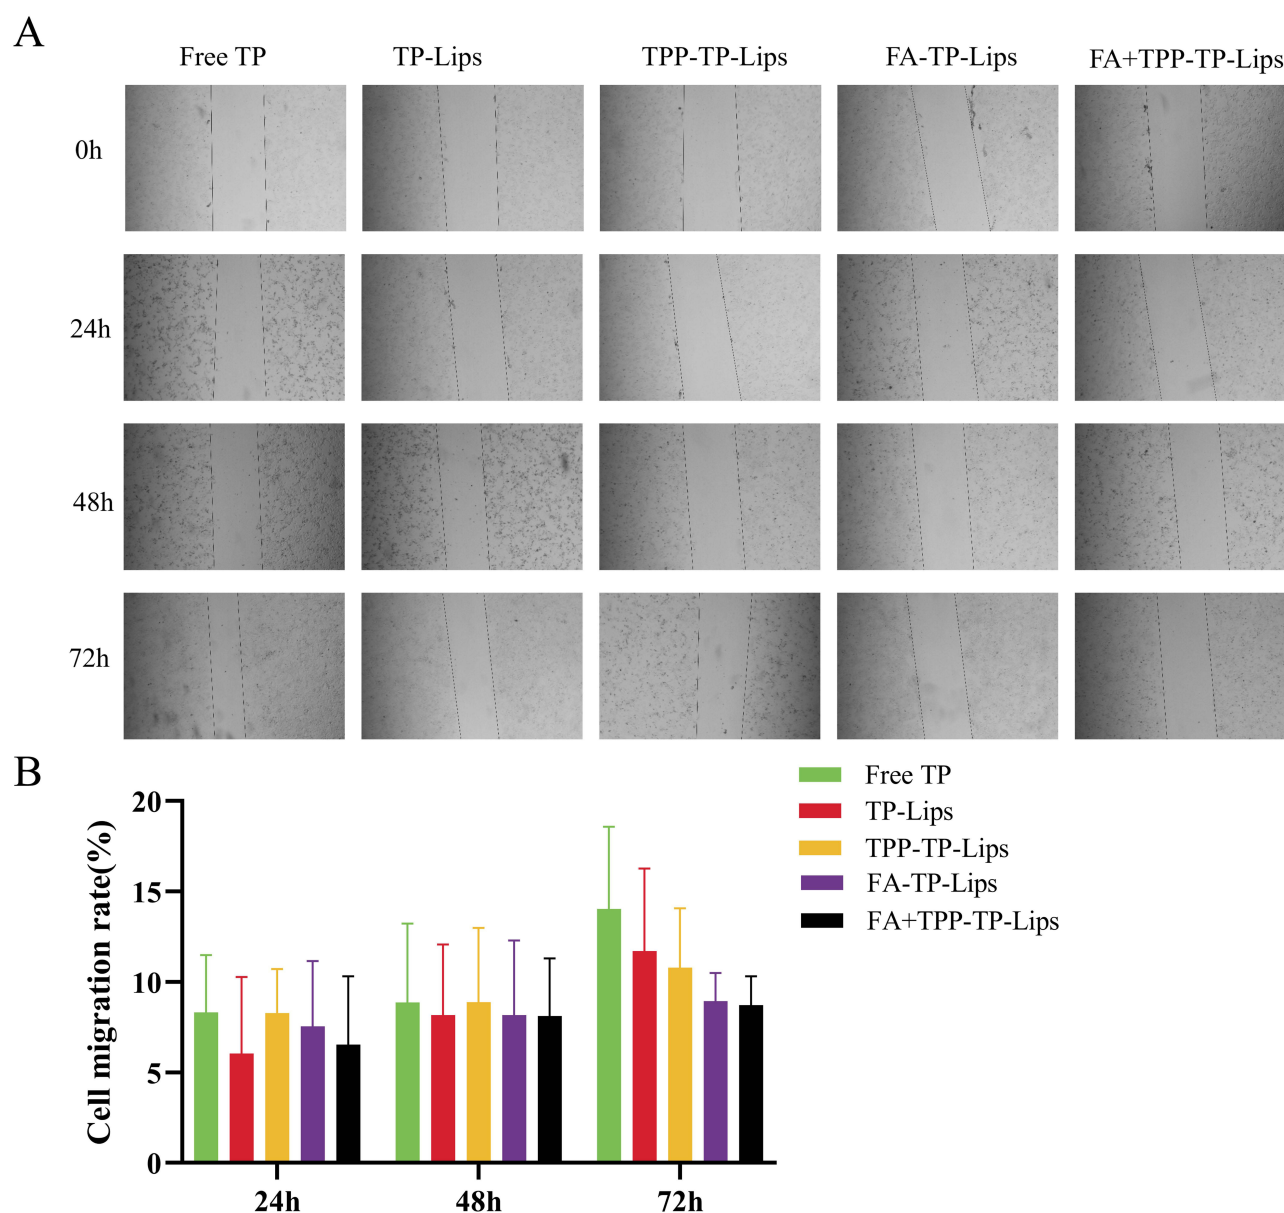 A
Free TP
TP-Lips
TPP-TP-Lips
FA-TP-Lips
FA+TPP-TP-Lips
0h
24h
48h
72h
B
Free TP
TP-Lips
TPP-TP-Lips
FA-TP-Lips
FA+TPP-TP-Lips
Cell migration rate(%)
20
15
10
5
0
24h
48h
72h